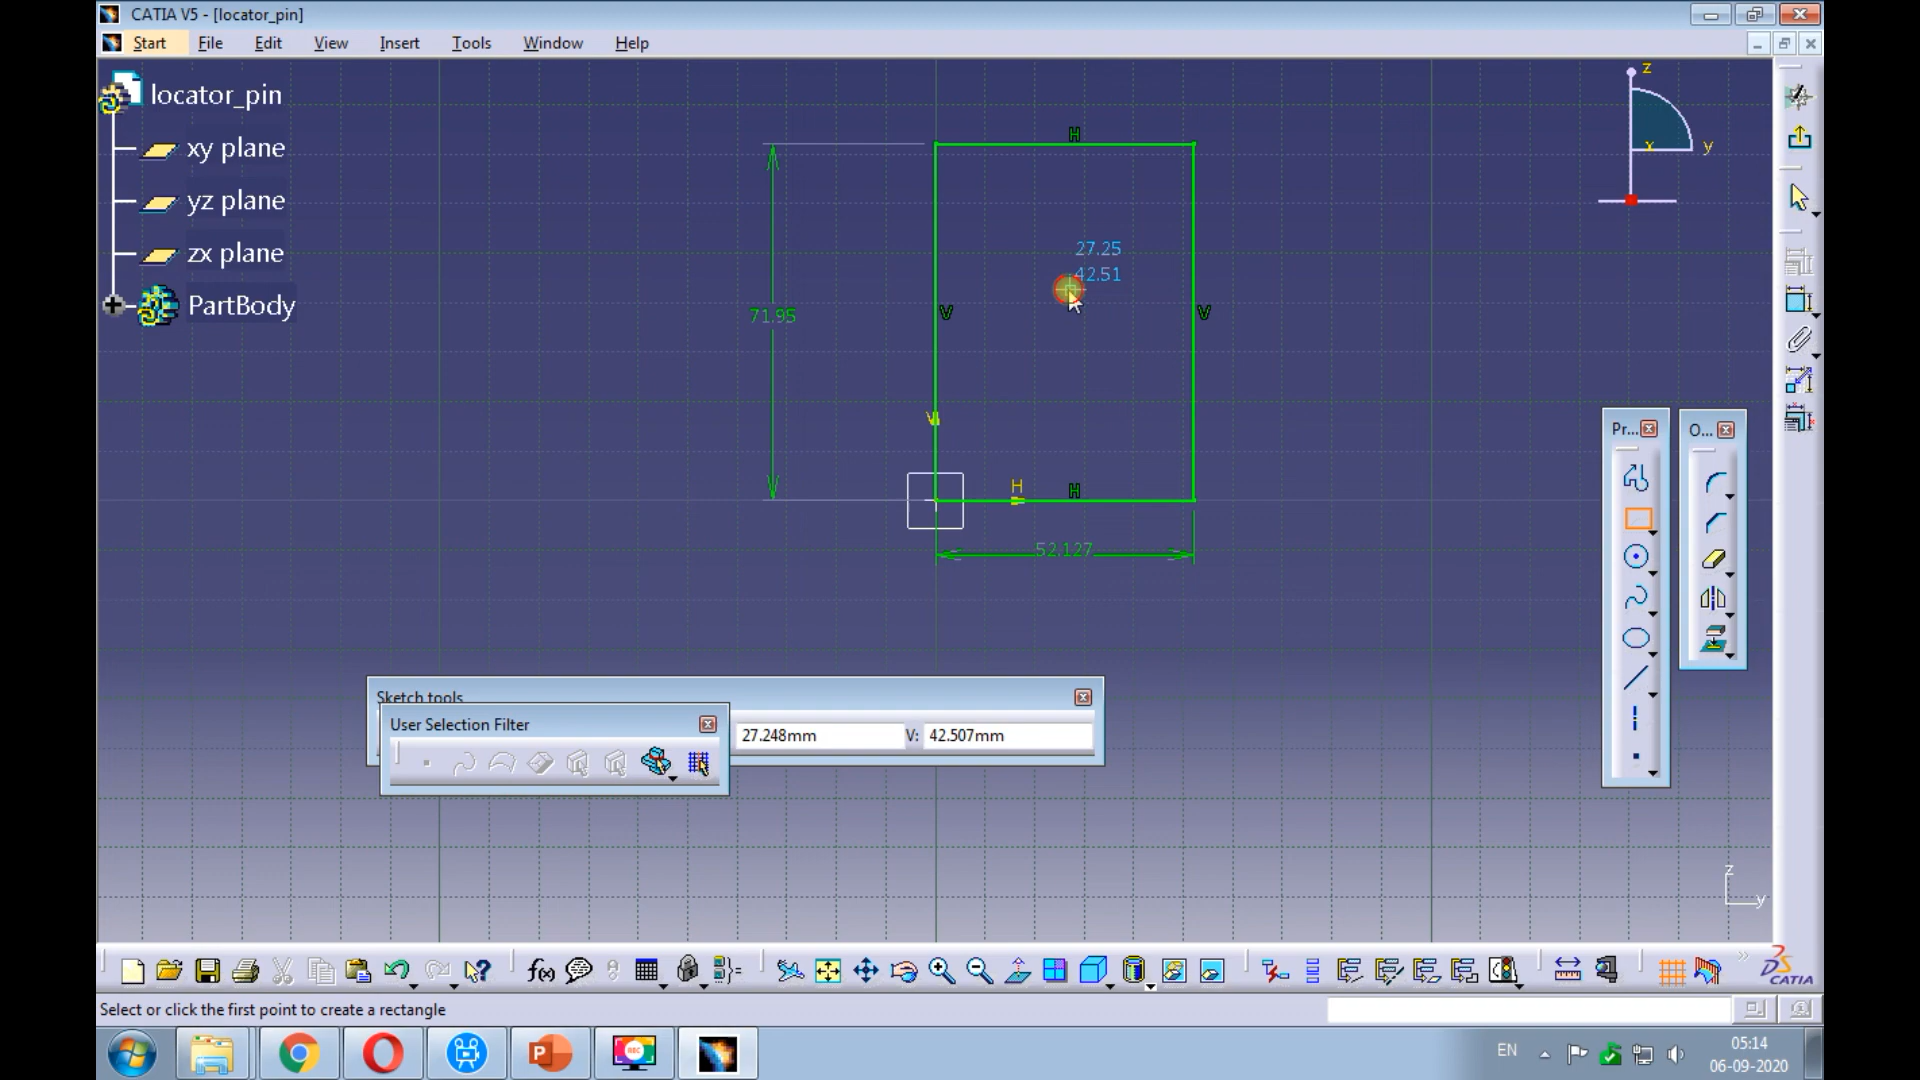 CATIA V5 - [locator_pin]
Start File Edit View Insert Tools Window Help
locator_pin
xy plane
yz plane
zx plane
PartBody
z
x
y
H
27.25
42.51
V
V
71.95
V
H
H
52.127
Pr...
O...
Sketch tools
User Selection Filter
27.248mm V: 42.507mm
z
y
f(x)
CATIA
Select or click the first point to create a rectangle
EN
05:14
06-09-2020